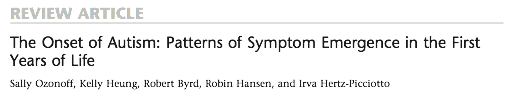 REVIEW ARTICLE
The Onset of Autism: Patterns of Symptom Emergence in the First
Years of Life
Sally Ozonoff, Kelly Heung, Robert Byrd, Robin Hansen, and Irva Hertz-Picciotto